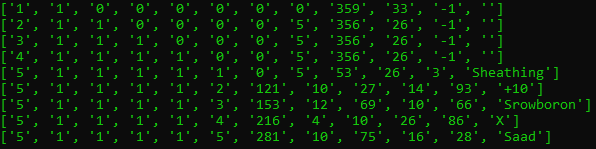 ['1', '1', '0', '0', '0', '0', '0', '0', '359', '33', '-1', '']
['2', '1', '1', '0', '0', '0', '0', '5', '356', '26', '-1', '']
['3', '1', '1', '1', '0', '0', '0', '5', '356', '26', '-1', '']
['4', '1', '1', '1', '1', '0', '0', '5', '356', '26', '-1', '']
['5', '1', '1', '1', '1', '1', '0', '5', '53', '26', '3', 'Sheathing']
['5', '1', '1', '1', '1', '2', '121', '10', '27', '14', '93', '+10']
['5', '1', '1', '1', '1', '3', '153', '12', '69', '10', '66', 'Srowboron']
['5', '1', '1', '1', '1', '4', '216', '4', '10', '26', '86', 'X']
['5', '1', '1', '1', '1', '5', '281', '10', '75', '16', '28', 'Saad']